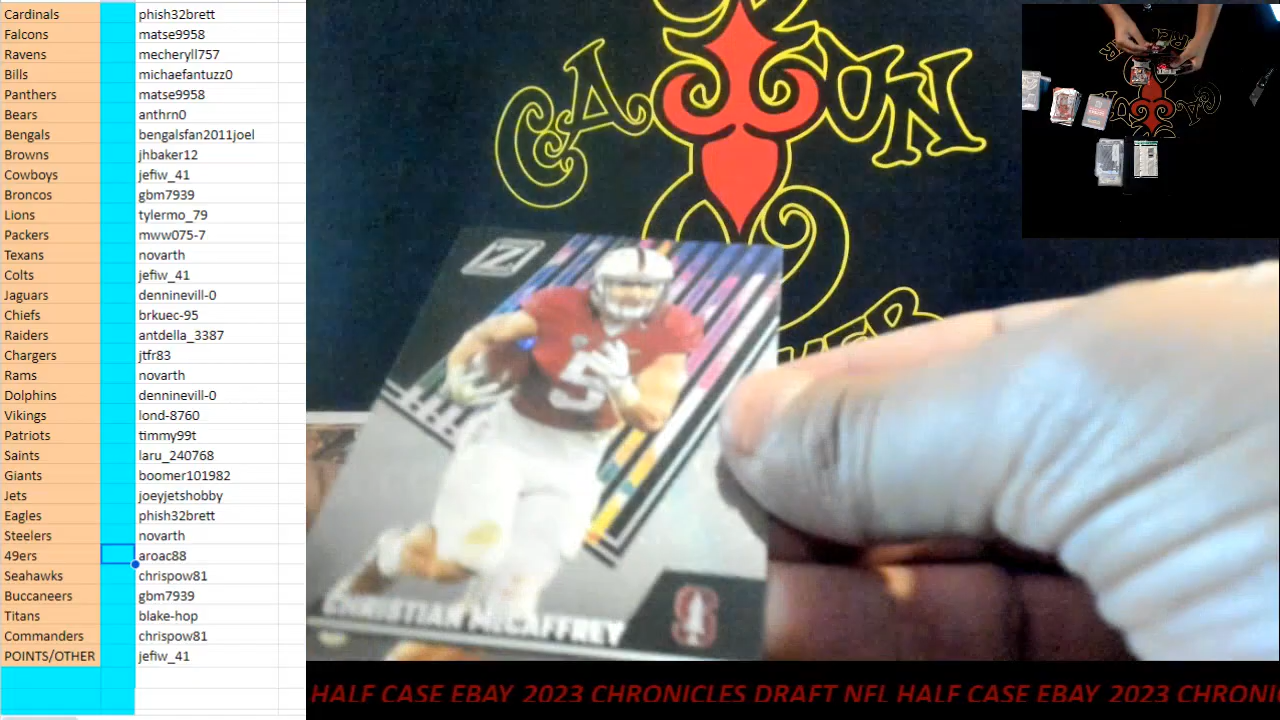 Cardinals phish32brett
Falcons matse9958
Ravens mecheryll757
Bills michaefantuzz0
Panthers matse9958
Bears anthrn0
Bengals bengalsfan2011joel
Browns jhbaker12
Cowboys jefiw_41
Broncos gbm7939
Lions tylermo_79
Packers mww075-7
Texans novarth
Colts jefiw_41
Jaguars denninevill-0
Chiefs brkuec-95
Raiders antdella_3387
Chargers jtfr83
Rams novarth
Dolphins denninevill-0
Vikings lond-8760
Patriots timmy99t
Saints laru_240768
Giants boomer101982
Jets joeyjetshobby
Eagles phish32brett
Steelers novarth
49ers aroac88
Seahawks chrispow81
Buccaneers gbm7939
Titans blake-hop
Commanders chrispow81
POINTS/OTHER jefiw_41
CAJUN
Z
5
CHRISTIAN McCAFFREY
S
HALF CASE EBAY 2023 CHRONICLES DRAFT NFL HALF CASE EBAY 2023 CHRONI